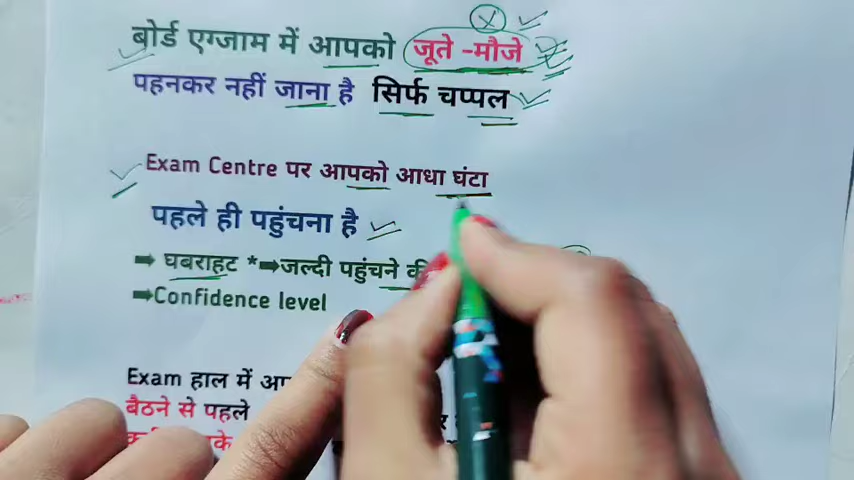 बोर्ड एग्जाम में आपको जूते -मौजे
पहनकर नहीं जाना है सिर्फ चप्पल
Exam Centre पर आपको आधा घंटा
पहले ही पहुंचना है
➡ घबराहट *➡जल्दी पहुंचने की
➡Confidence level
Exam हाल में
बैठने से पहले